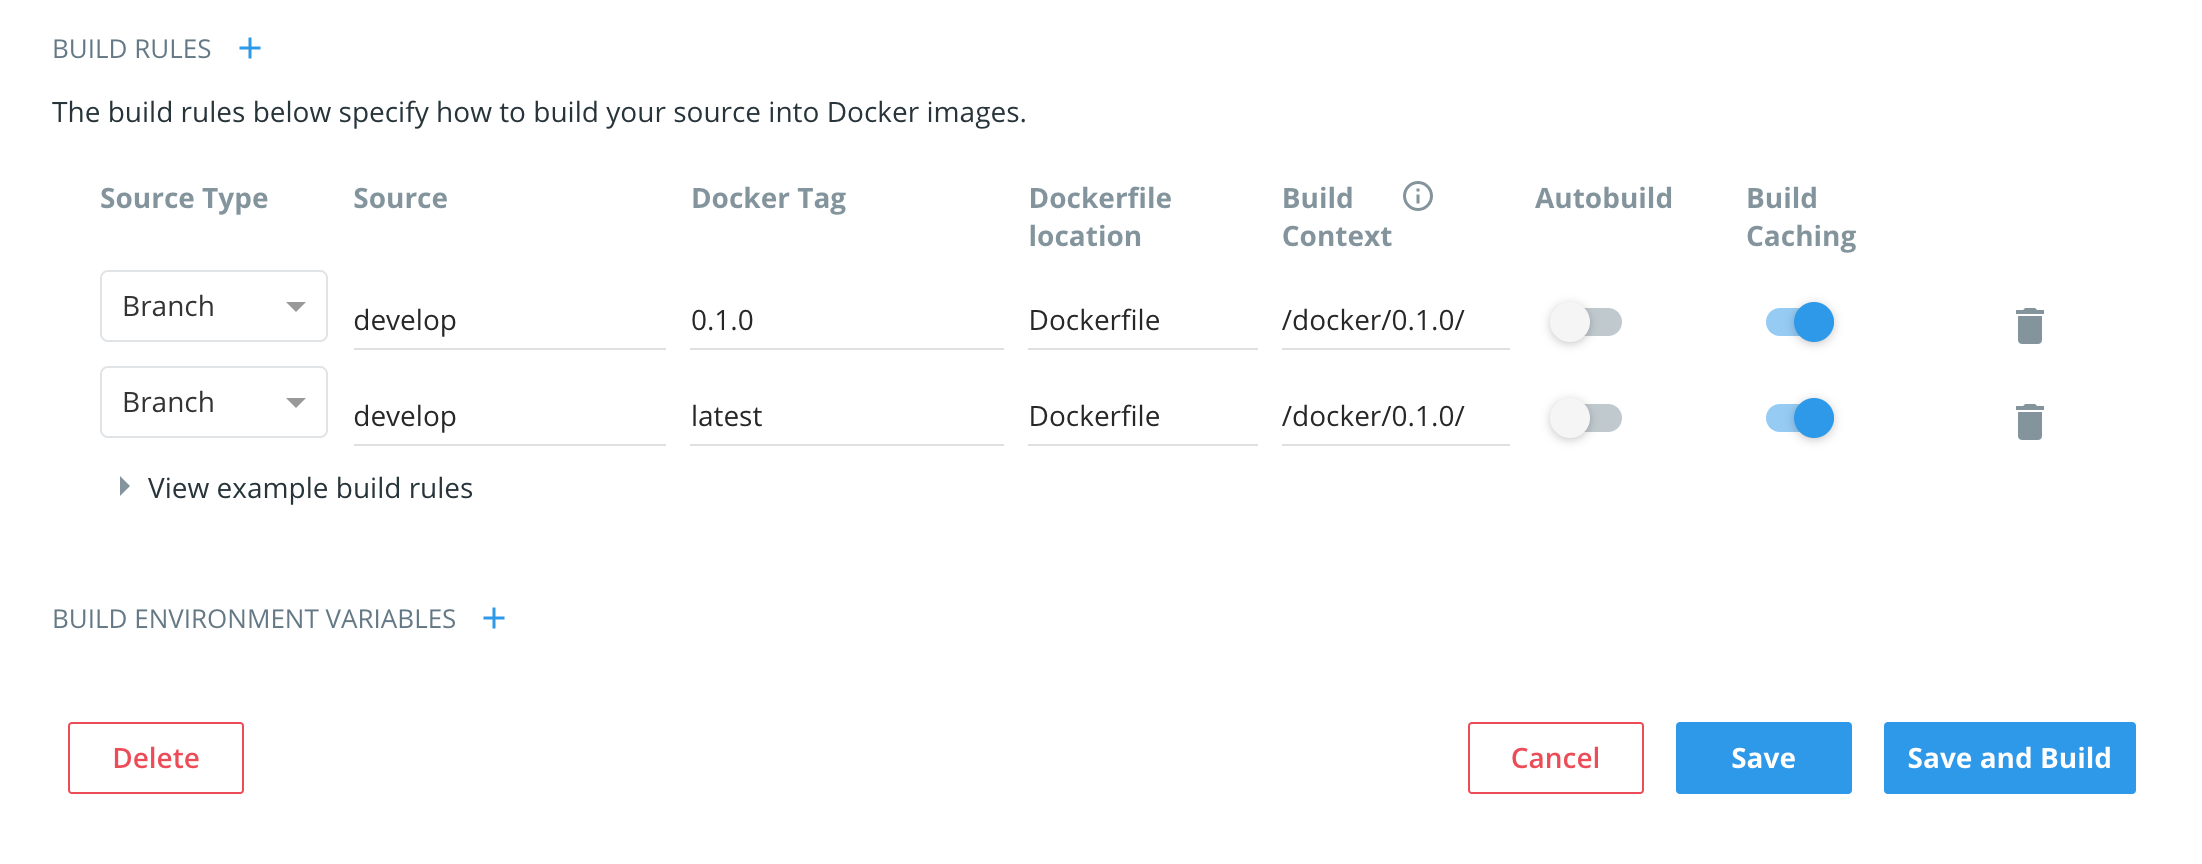 BUILD RULES +
The build rules below specify how to build your source into Docker images.
Source Type Source Docker Tag Dockerfile location Build Context Autobuild Build Caching
Branch develop 0.1.0 Dockerfile /docker/0.1.0/
Branch develop latest Dockerfile /docker/0.1.0/
View example build rules
BUILD ENVIRONMENT VARIABLES +
Delete Cancel Save Save and Build